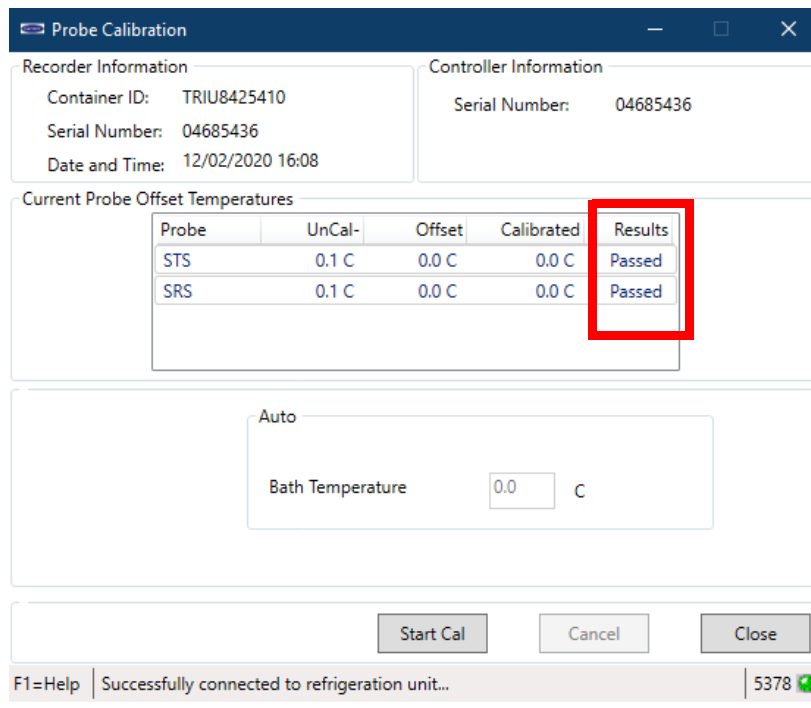 Probe Calibration
Recorder Information
Container ID: TRIU8425410
Serial Number: 04685436
Date and Time: 12/02/2020 16:08
Controller Information
Serial Number: 04685436
Current Probe Offset Temperatures
Probe UnCal- Offset Calibrated Results
STS 0.1 C 0.0 C 0.0 C Passed
SRS 0.1 C 0.0 C 0.0 C Passed
Auto
Bath Temperature 0.0 C
Start Cal Cancel Close
F1=Help Successfully connected to refrigeration unit... 5378